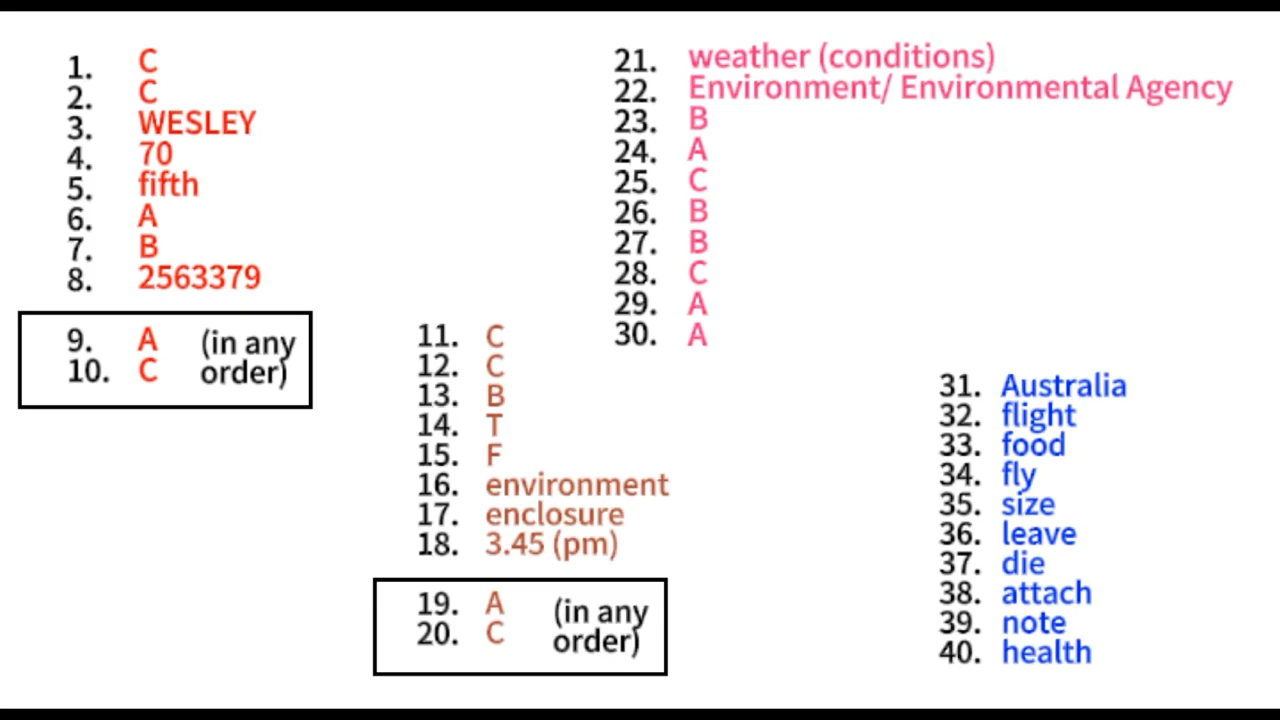 1. C
2. C
3. WESLEY
4. 70
5. fifth
6. A
7. B
8. 2563379
9. A (in any
10. C order)
11. C
12. C
13. B
14. T
15. F
16. environment
17. enclosure
18. 3.45 (pm)
19. A (in any
20. C order)
21. weather (conditions)
22. Environment/ Environmental Agency
23. B
24. A
25. C
26. B
27. B
28. C
29. A
30. A
31. Australia
32. flight
33. food
34. fly
35. size
36. leave
37. die
38. attach
39. note
40. health